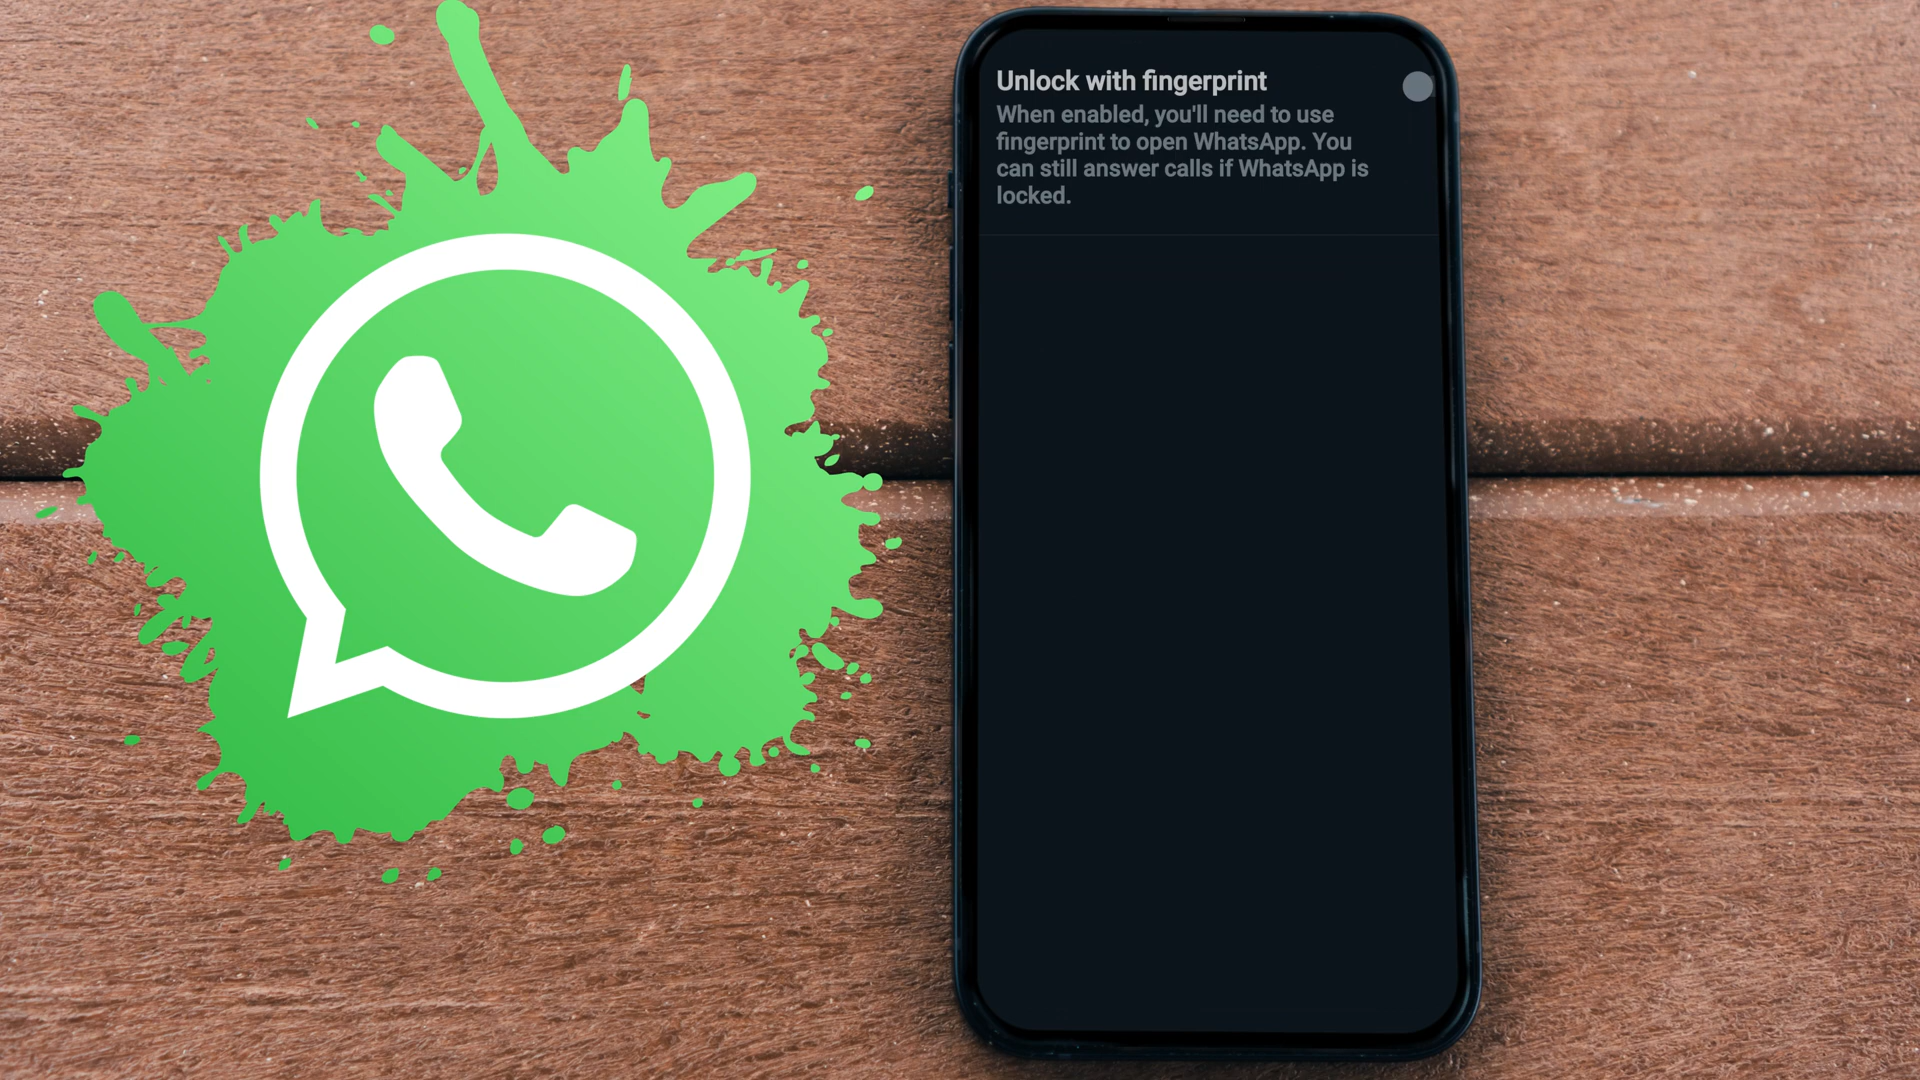 Unlock with fingerprint
When enabled, you'll need to use
fingerprint to open WhatsApp. You
can still answer calls if WhatsApp is
locked.